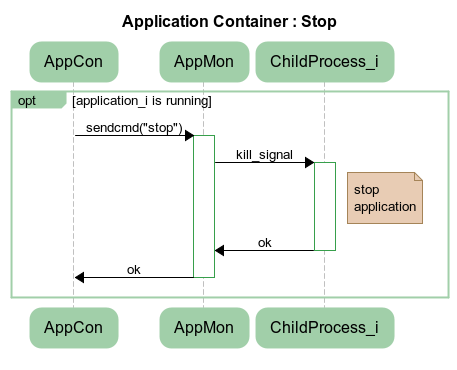 Application Container : Stop
AppCon
AppMon
ChildProcess_i
opt
[application_i is running]
sendcmd("stop")
kill_signal
stop
application
ok
ok
AppCon
AppMon
ChildProcess_i